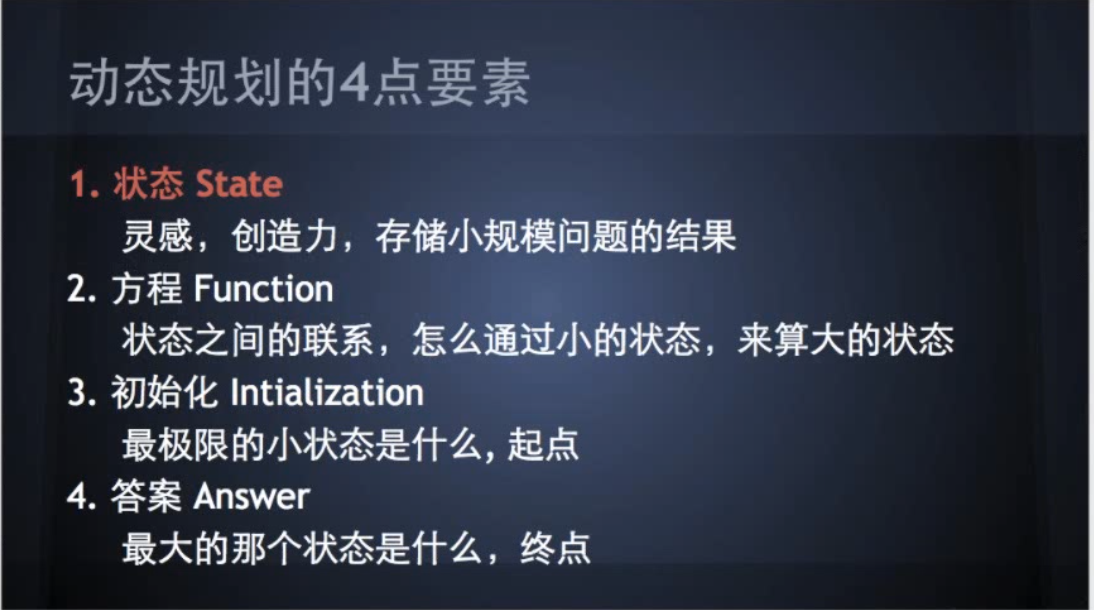 动态规划的4点要素
1. 状态 State
灵感，创造力，存储小规模问题的结果
2. 方程 Function
状态之间的联系，怎么通过小的状态，来算大的状态
3. 初始化 Intialization
最极限的小状态是什么, 起点
4. 答案 Answer
最大的那个状态是什么，终点